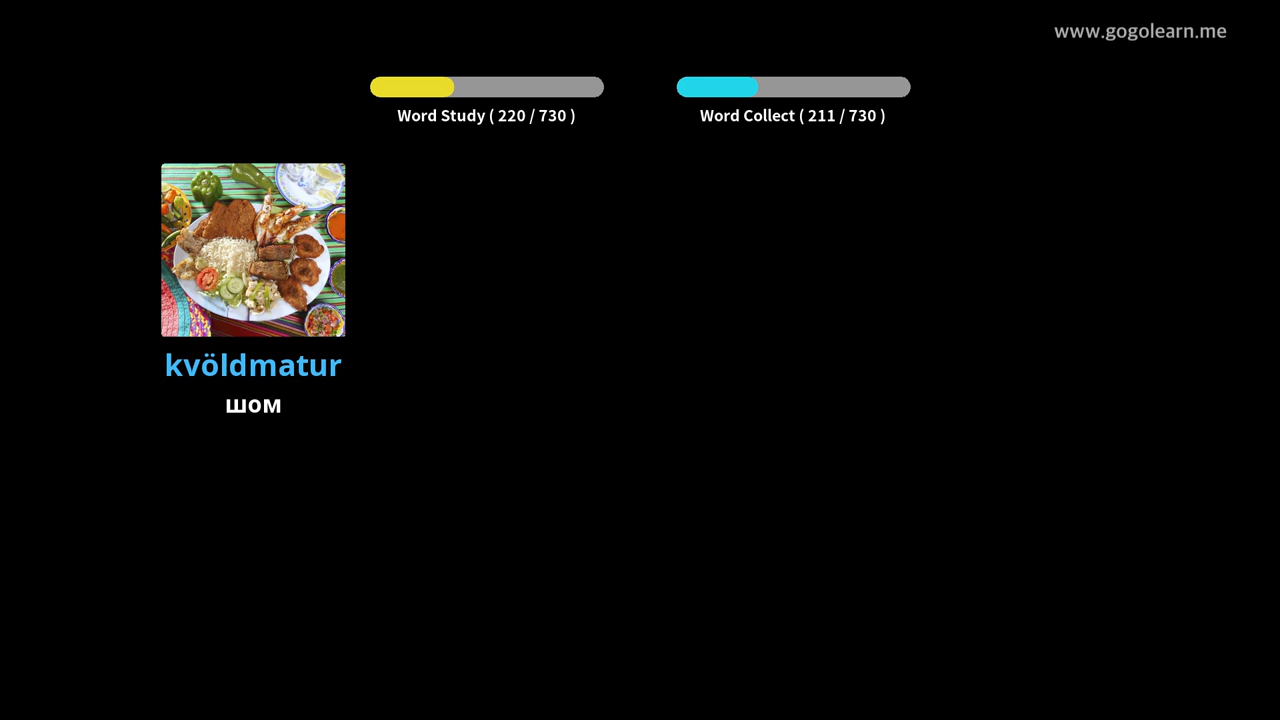 www.gogolearn.me
Word Study ( 220 / 730 )
Word Collect ( 211 / 730 )
kvöldmatur
шом